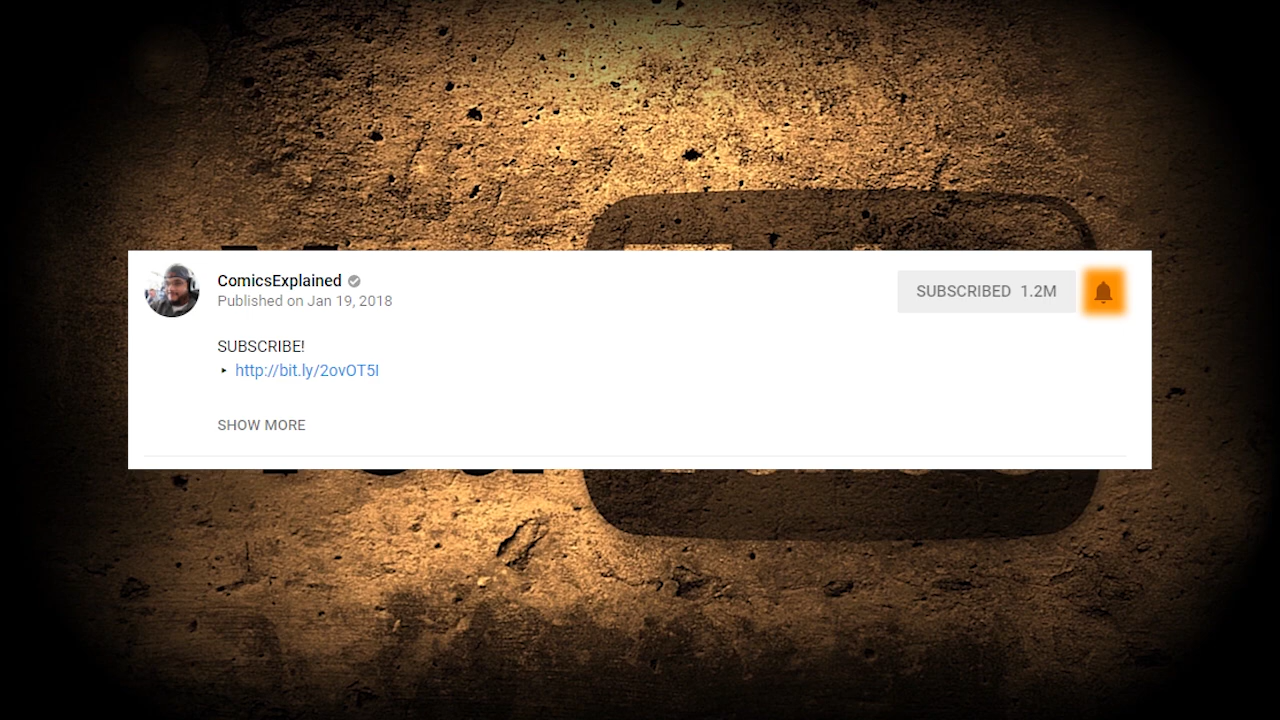 ComicsExplained
Published on Jan 19, 2018
SUBSCRIBED 1.2M
SUBSCRIBE!
‣ http://bit.ly/2ovOT5I
SHOW MORE